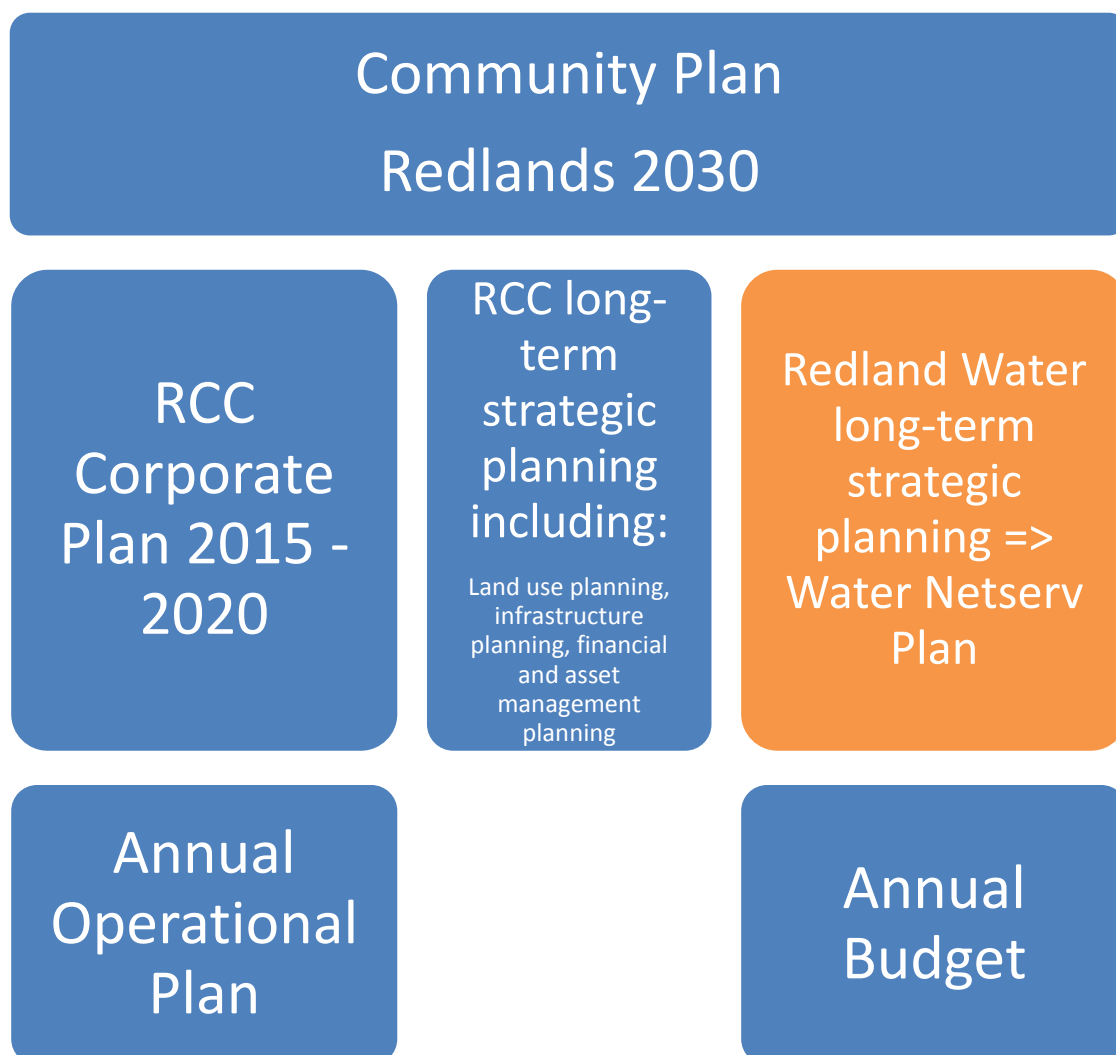 Community Plan
Redlands 2030
RCC
Corporate
Plan 2015 -
2020
RCC long-
term
strategic
planning
including:
Land use planning,
infrastructure
planning, financial
and asset
management
planning
Redland Water
long-term
strategic
planning =>
Water Netserv
Plan
Annual
Operational
Plan
Annual
Budget